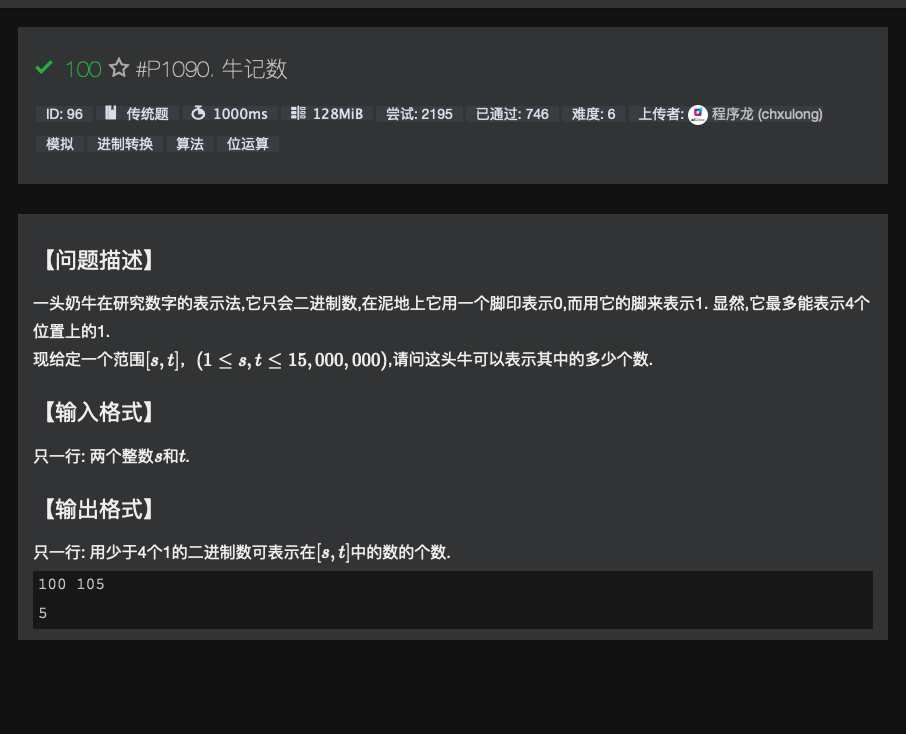 100 #P1090. 牛记数
ID: 96 传统题 1000ms 128MiB 尝试: 2195 已通过: 746 难度: 6 上传者: 程序龙 (chxulong)
模拟 进制转换 算法 位运算
【问题描述】
一头奶牛在研究数字的表示法,它只会二进制数,在泥地上它用一个脚印表示0,而用它的脚来表示1. 显然,它最多能表示4个
位置上的1.
现给定一个范围[s, t], (1 ≤ s, t ≤ 15, 000, 000),请问这头牛可以表示其中的多少个数.
【输入格式】
只一行: 两个整数s和t.
【输出格式】
只一行: 用少于4个1的二进制数可表示在[s, t]中的数的个数.
100 105
5